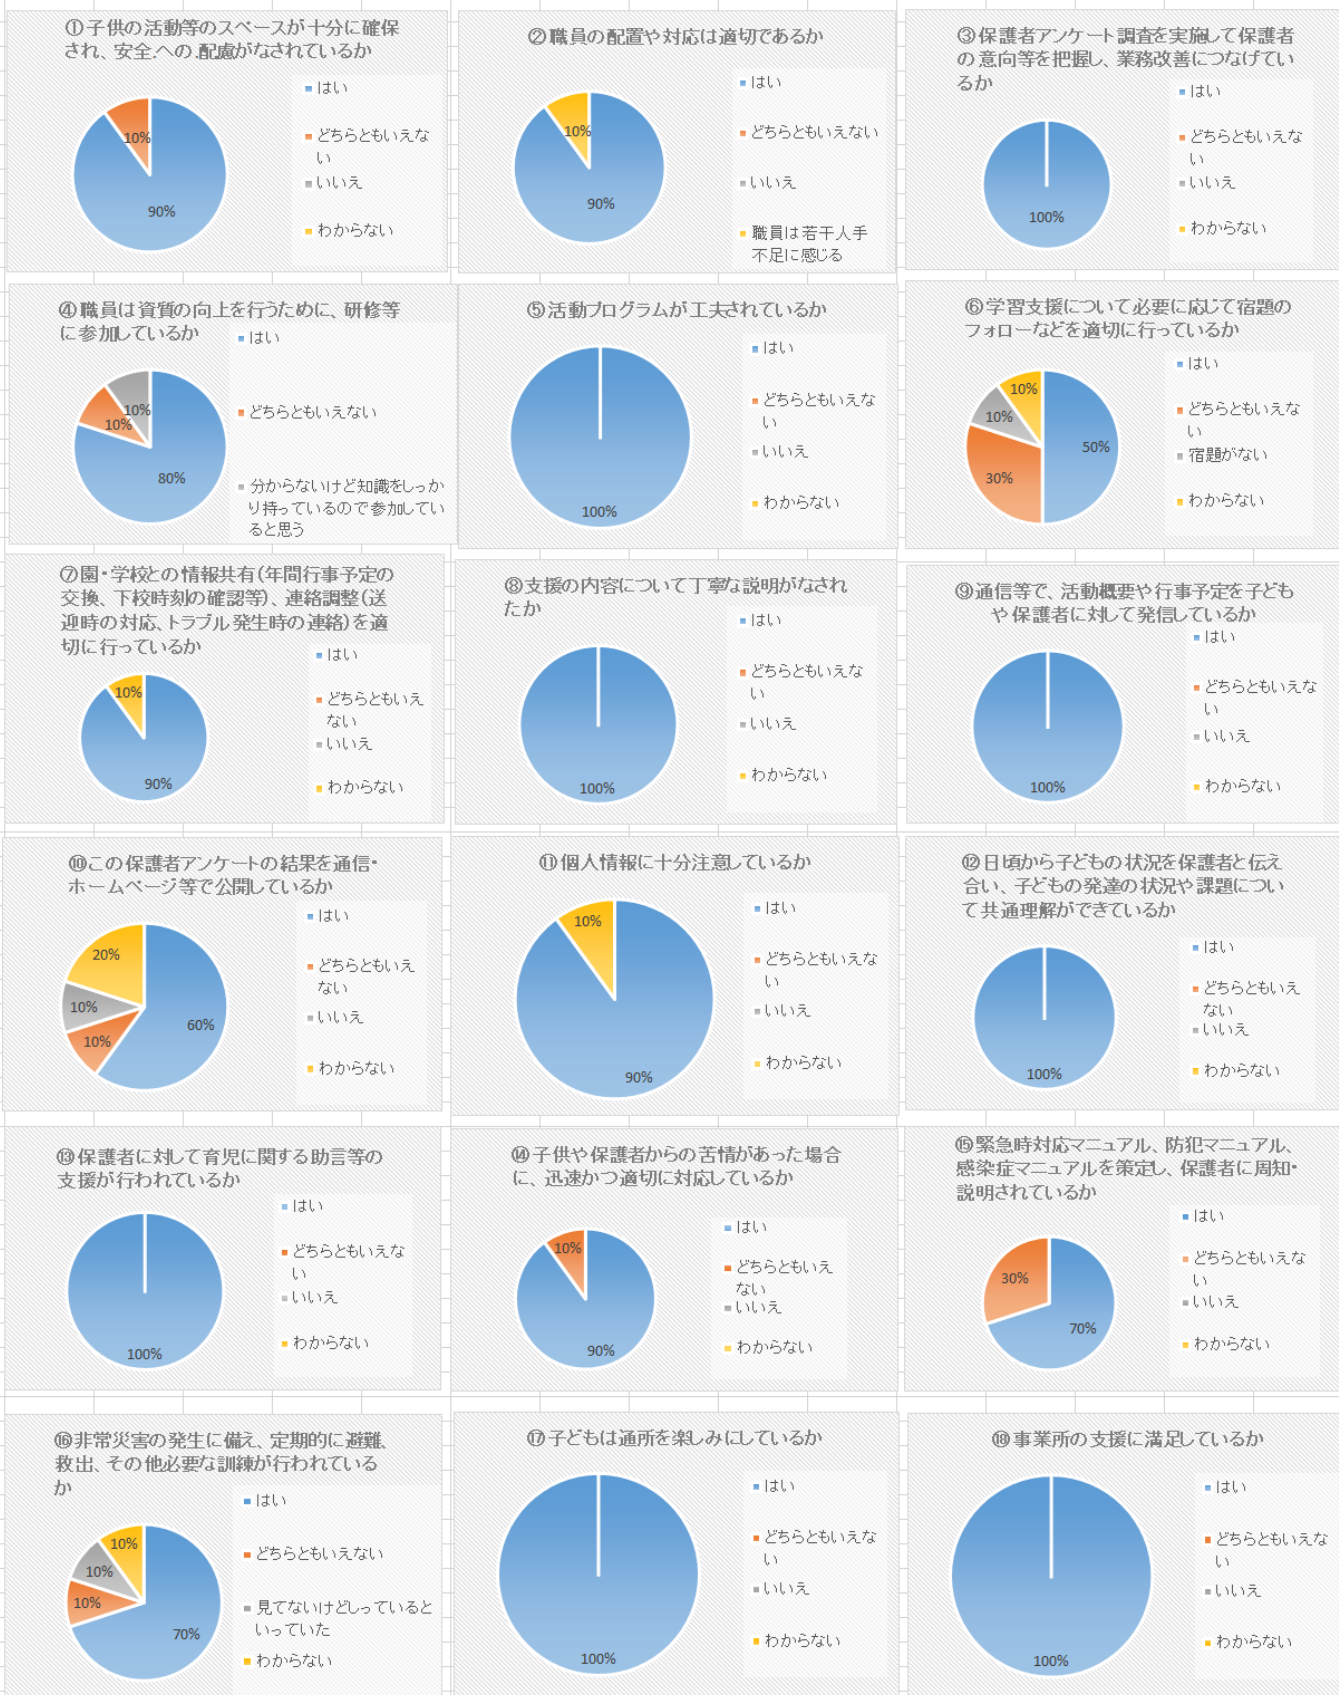 ①子供の活動等のスペースが十分に確保
され、安全.への.配慮がなされているか
はい
どちらともいえな
い
いいえ
わからない
10%
90%
②職員の配置や対応は適切であるか
はい
どちらともいえない
いいえ
職員は若干人手
不足に感じる
10%
90%
③保護者アンケート調査を実施して保護者
の意向等を把握し、業務改善につなげてい
るか
はい
どちらともいえな
い
いいえ
わからない
100%
④職員は資質の向上を行うために、研修等
に参加しているか
はい
どちらともいえない
分からないけど知識をしっか
り持っているので参加してい
ると思う
10%
10%
80%
⑤活動プログラムが工夫されているか
はい
どちらともいえな
い
いいえ
わからない
100%
⑥学習支援について必要に応じて宿題の
フォローなどを適切に行っているか
はい
どちらともいえな
い
宿題がない
わからない
10%
10%
50%
30%
⑦園・学校との情報共有(年間行事予定の
交換、下校時刻の確認等)、連絡調整(送
迎時の対応、トラブル発生時の連絡)を適
切に行っているか
はい
どちらともいえ
ない
いいえ
わからない
10%
90%
⑧支援の内容について丁寧な説明がなされ
たか
はい
どちらともいえな
い
いいえ
わからない
100%
⑨通信等で、活動概要や行事予定を子ども
や保護者に対して発信しているか
はい
どちらともいえな
い
いいえ
わからない
100%
⑩この保護者アンケートの結果を通信・
ホームページ等で公開しているか
はい
どちらともいえ
ない
いいえ
わからない
20%
10%
10%
60%
⑪個人情報に十分注意しているか
はい
どちらともいえな
い
いいえ
わからない
10%
90%
⑫日頃から子どもの状況を保護者と伝え
合い、子どもの発達の状況や課題につい
て共通理解ができているか
はい
どちらともいえ
ない
いいえ
わからない
100%
⑬保護者に対して育児に関する助言等の
支援が行われているか
はい
どちらともいえな
い
いいえ
わからない
100%
⑭子供や保護者からの苦情があった場合
に、迅速かつ適切に対応しているか
はい
どちらともいえ
ない
いいえ
わからない
10%
90%
⑮緊急時対応マニュアル、防犯マニュアル、
感染症マニュアルを策定し、保護者に周知・
説明されているか
はい
どちらともいえな
い
いいえ
わからない
30%
70%
⑯非常災害の発生に備え、定期的に避難、
救出、その他必要な訓練が行われている
か
はい
どちらともいえない
見てないけどしっていると
いっていた
わからない
10%
10%
10%
70%
⑰子どもは通所を楽しみにしているか
はい
どちらともいえな
い
いいえ
わからない
100%
⑱事業所の支援に満足しているか
はい
どちらともいえな
い
いいえ
わからない
100%